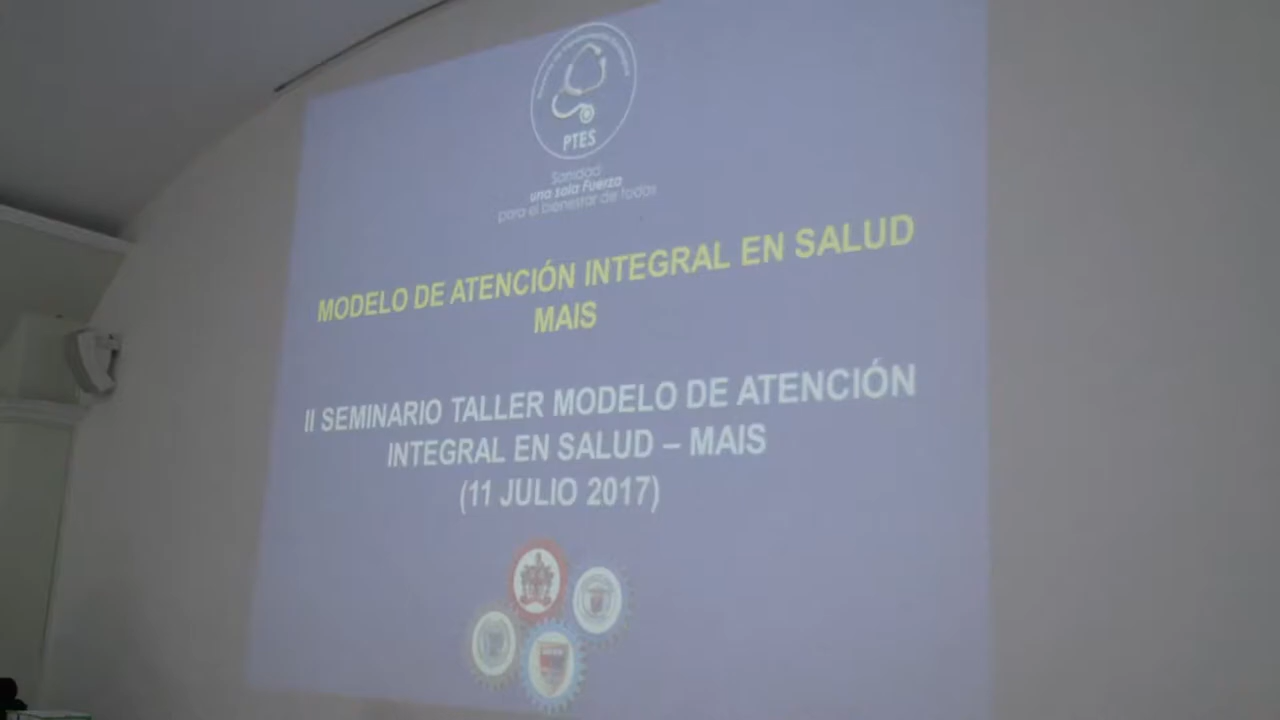 PTES
Sanidad
una sola Fuerza
para el bienestar de todos
MODELO DE ATENCIÓN INTEGRAL EN SALUD
MAIS
II SEMINARIO TALLER MODELO DE ATENCIÓN
INTEGRAL EN SALUD – MAIS
(11 JULIO 2017)